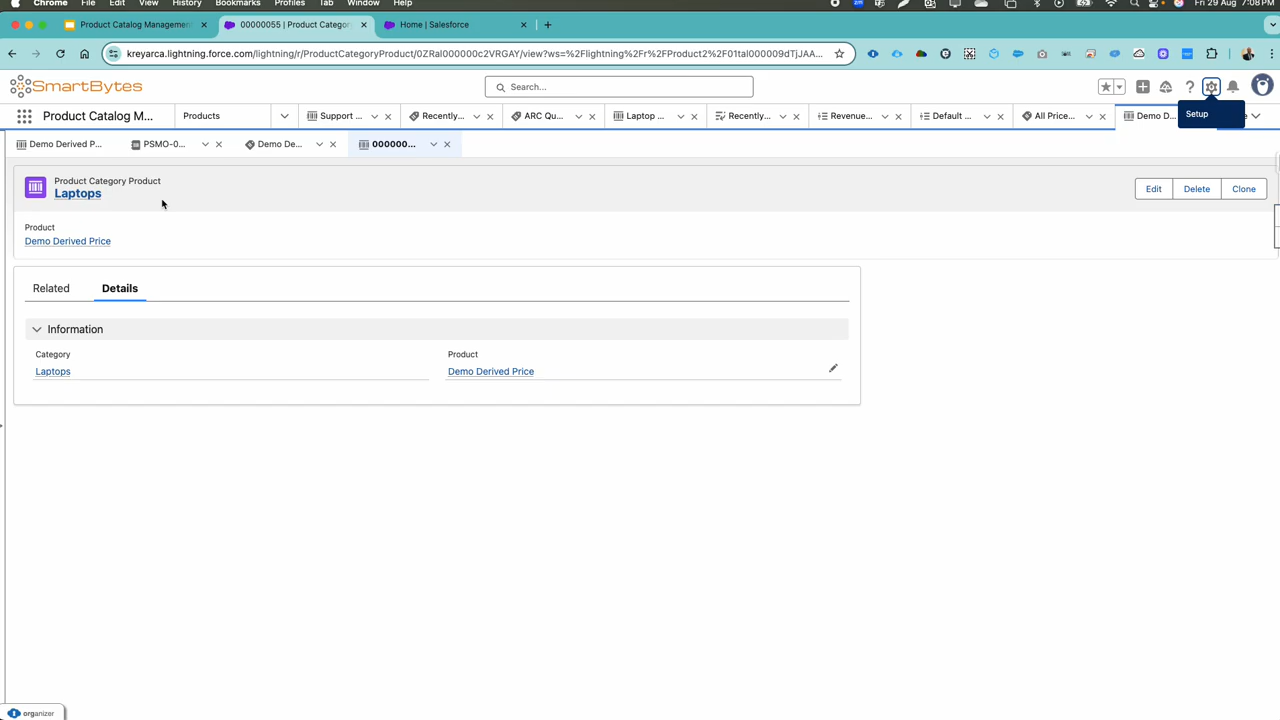 Chrome File Edit View History Bookmarks Profiles Tab Window Help Fri 29 Aug 7:08 PM
Product Catalog Management 00000055 | Product Categor Home | Salesforce
kreyarca.lightning.force.com/lightning/r/ProductCategoryProduct/0ZRal000000c2VRGAY/view?ws=%2Flightning%2Fr%2FProduct2%2F01tal000009dTjJAA...
SmartBytes Search...
Setup
Product Catalog M... Products Support ... Recently... ARC Qu... Laptop ... Recently... Revenue... Default ... All Price... Demo D...
Demo Derived P... PSMO-0... Demo De... 000000...
Product Category Product
Laptops
Edit Delete Clone
Product
Demo Derived Price
Related Details
Information
Category Product
Laptops Demo Derived Price
organizer